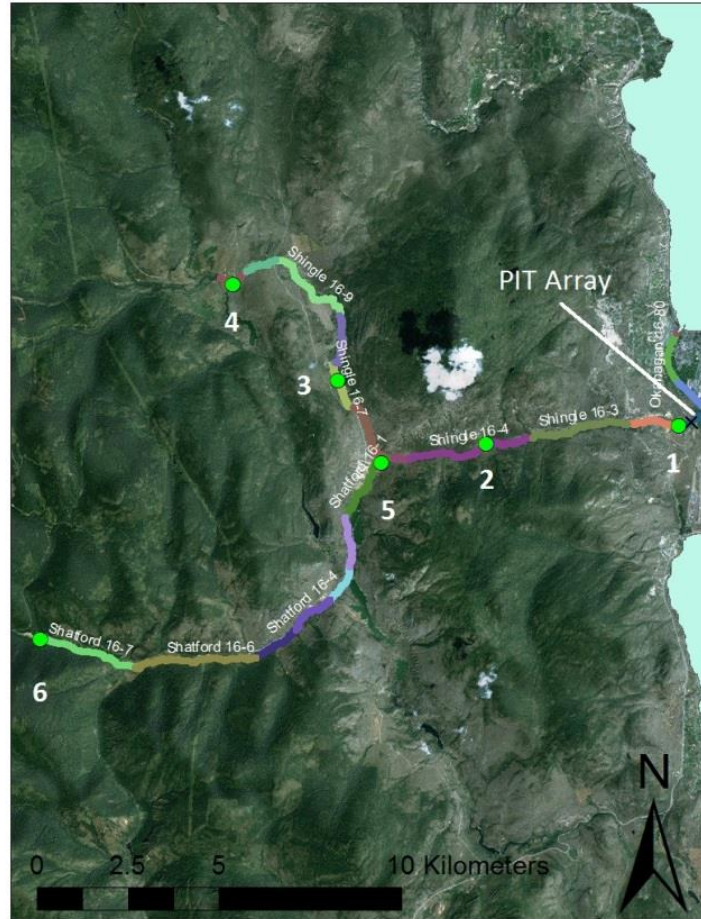 Shingle 16-9
PIT Array
4
Okanagan 16-80
3
Shingle 16-7
Shingle 16-4
Shingle 16-3
1
2
Shatford 16-1
5
Shatford 16-4
Shatford 16-7
Shatford 16-6
6
N
0 2.5 5 10 Kilometers